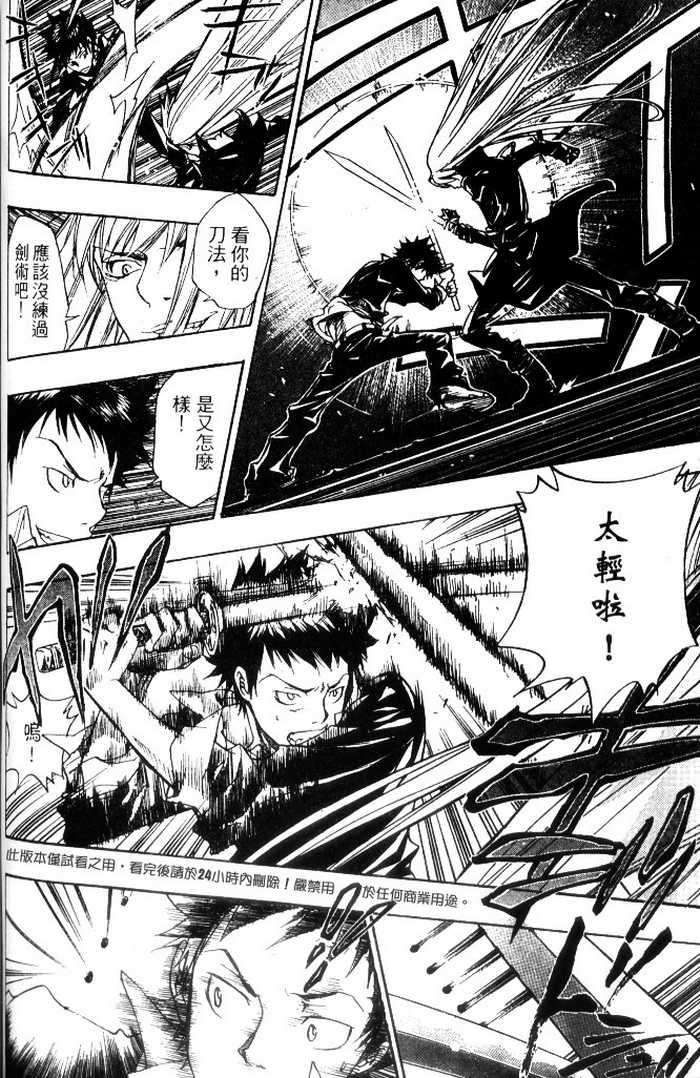 看你的
刀法，
應該沒練過
劍術吧！
是又怎麼
樣！
太輕啦！
嗚！
此版本僅試看之用，看完後請於24小時內刪除！嚴禁用 於任何商業用途。